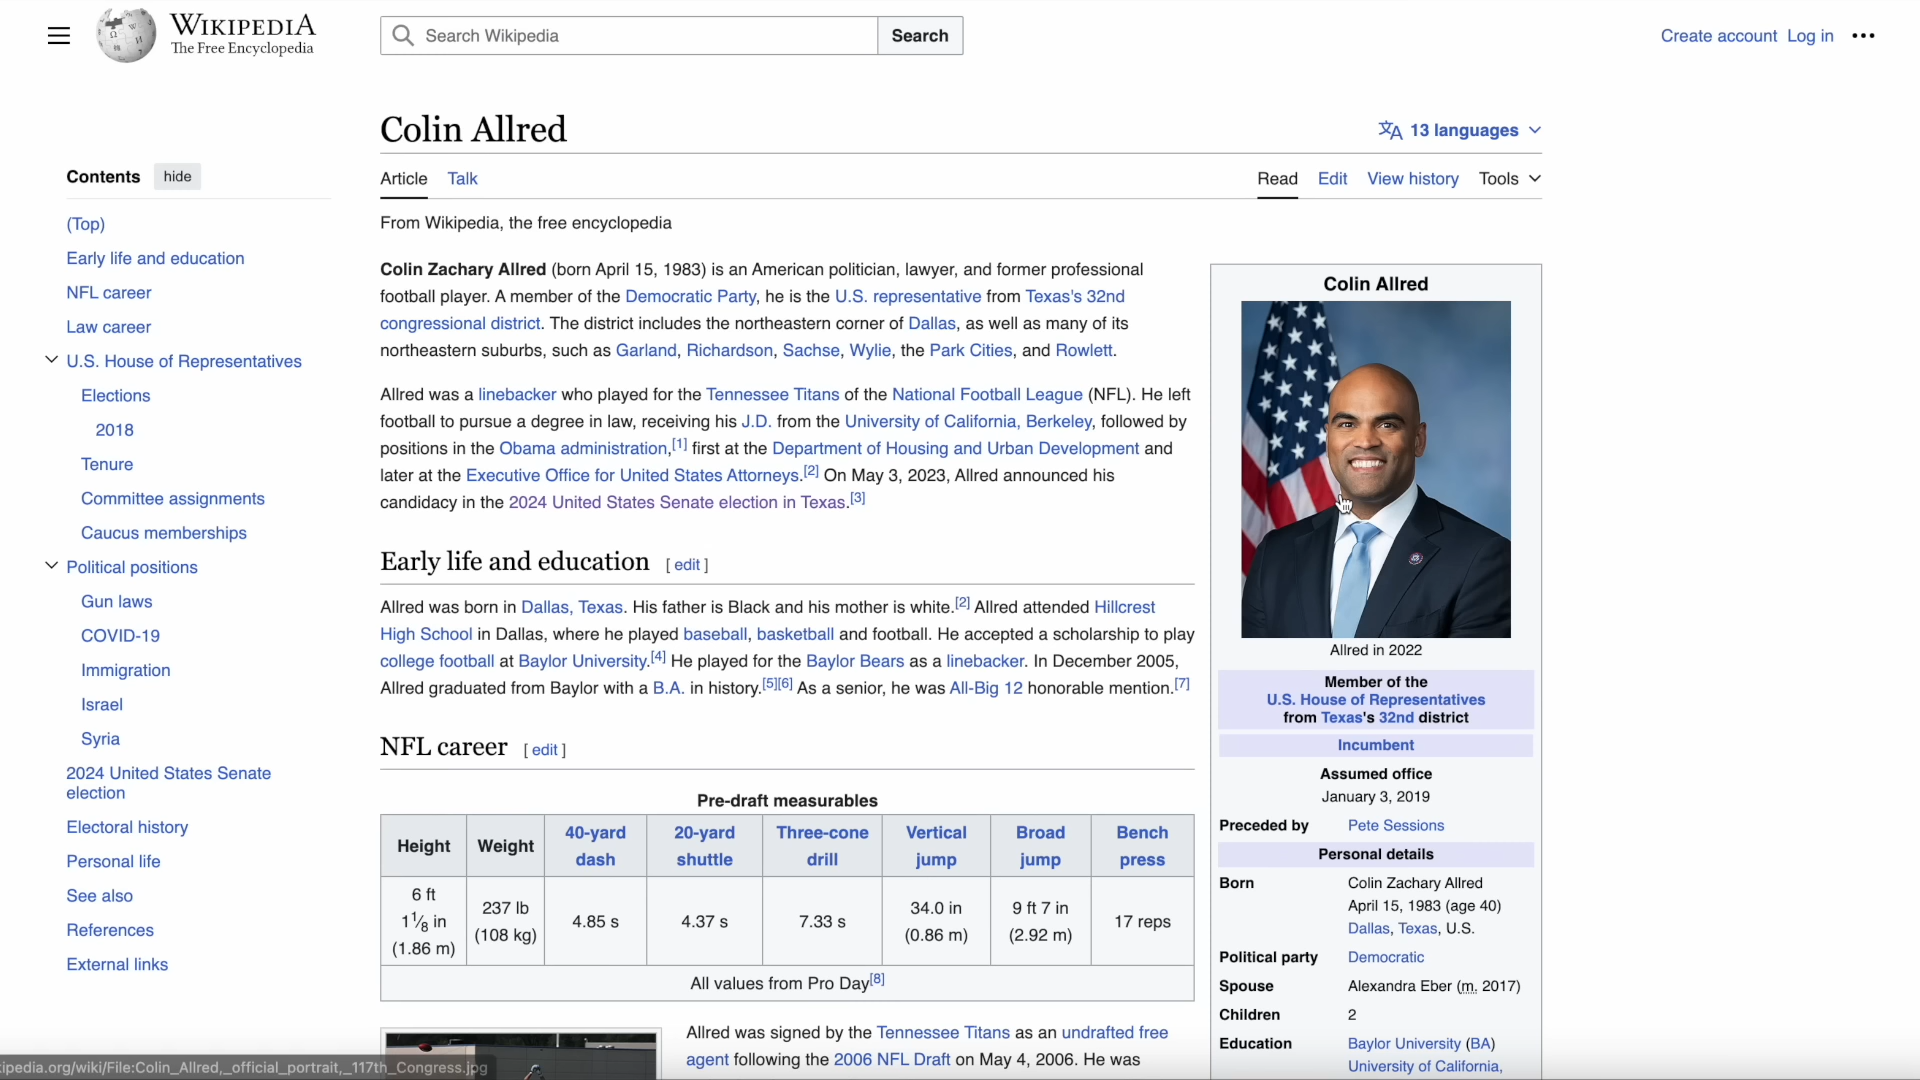 WIKIPEDIA
The Free Encyclopedia
Search Wikipedia
Search
Create account Log in
Colin Allred
13 languages
Contents hide
Article Talk
Read Edit View history Tools
From Wikipedia, the free encyclopedia
(Top)
Early life and education
NFL career
Law career
U.S. House of Representatives
Elections
2018
Tenure
Committee assignments
Caucus memberships
Political positions
Gun laws
COVID-19
Immigration
Israel
Syria
2024 United States Senate
election
Electoral history
Personal life
See also
References
External links
Colin Zachary Allred (born April 15, 1983) is an American politician, lawyer, and former professional
football player. A member of the Democratic Party, he is the U.S. representative from Texas's 32nd
congressional district. The district includes the northeastern corner of Dallas, as well as many of its
northeastern suburbs, such as Garland, Richardson, Sachse, Wylie, the Park Cities, and Rowlett.
Allred was a linebacker who played for the Tennessee Titans of the National Football League (NFL). He left
football to pursue a degree in law, receiving his J.D. from the University of California, Berkeley, followed by
positions in the Obama administration,[1] first at the Department of Housing and Urban Development and
later at the Executive Office for United States Attorneys.[2] On May 3, 2023, Allred announced his
candidacy in the 2024 United States Senate election in Texas.[3]
Early life and education [ edit ]
Allred was born in Dallas, Texas. His father is Black and his mother is white.[2] Allred attended Hillcrest
High School in Dallas, where he played baseball, basketball and football. He accepted a scholarship to play
college football at Baylor University.[4] He played for the Baylor Bears as a linebacker. In December 2005,
Allred graduated from Baylor with a B.A. in history.[5][6] As a senior, he was All-Big 12 honorable mention.[7]
NFL career [ edit ]
Pre-draft measurables
Height Weight 40-yard dash 20-yard shuttle Three-cone drill Vertical jump Broad jump Bench press
6 ft 1 1⁄8 in (1.86 m) 237 lb (108 kg) 4.85 s 4.37 s 7.33 s 34.0 in (0.86 m) 9 ft 7 in (2.92 m) 17 reps
All values from Pro Day[8]
Allred was signed by the Tennessee Titans as an undrafted free
agent following the 2006 NFL Draft on May 4, 2006. He was
Colin Allred
Allred in 2022
Member of the
U.S. House of Representatives
from Texas's 32nd district
Incumbent
Assumed office
January 3, 2019
Preceded by Pete Sessions
Personal details
Born Colin Zachary Allred
April 15, 1983 (age 40)
Dallas, Texas, U.S.
Political party Democratic
Spouse Alexandra Eber (m. 2017)
Children 2
Education Baylor University (BA)
University of California,
ipedia.org/wiki/File:Colin_Allred,_official_portrait,_117th_Congress.jpg